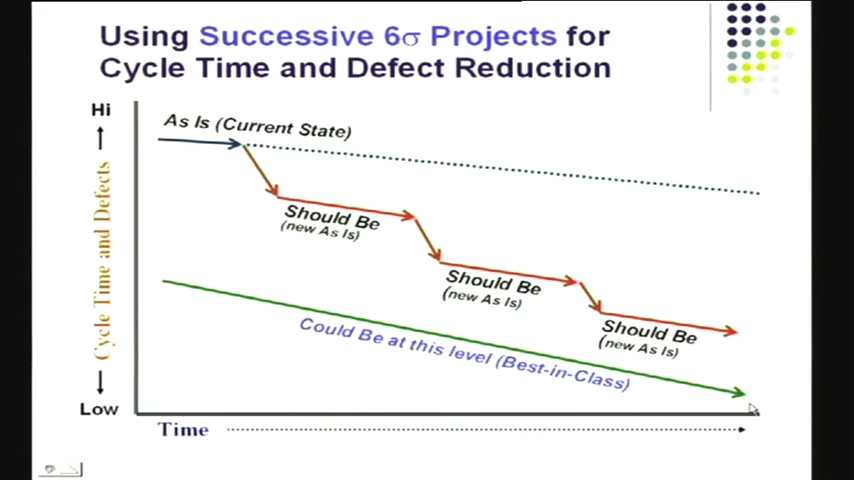 Using Successive 6σ Projects for
Cycle Time and Defect Reduction
Hi
As Is (Current State)
Cycle Time and Defects
Should Be
(new As Is)
Should Be
(new As Is)
Should Be
(new As Is)
Could Be at this level (Best-in-Class)
Low
Time